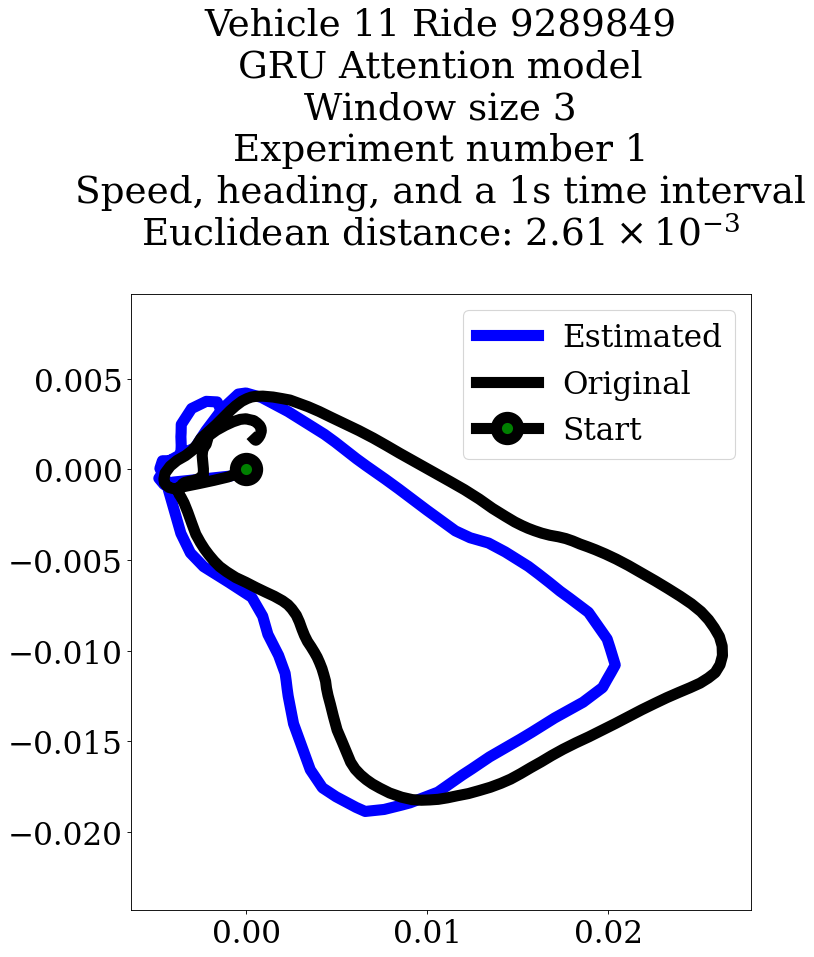 Vehicle 11 Ride 9289849
GRU Attention model
Window size 3
Experiment number 1
Speed, heading, and a 1s time interval
Euclidean distance: 2.61 × 10⁻³
Estimated
Original
Start
0.005
0.000
−0.005
−0.010
−0.015
−0.020
0.00 0.01 0.02